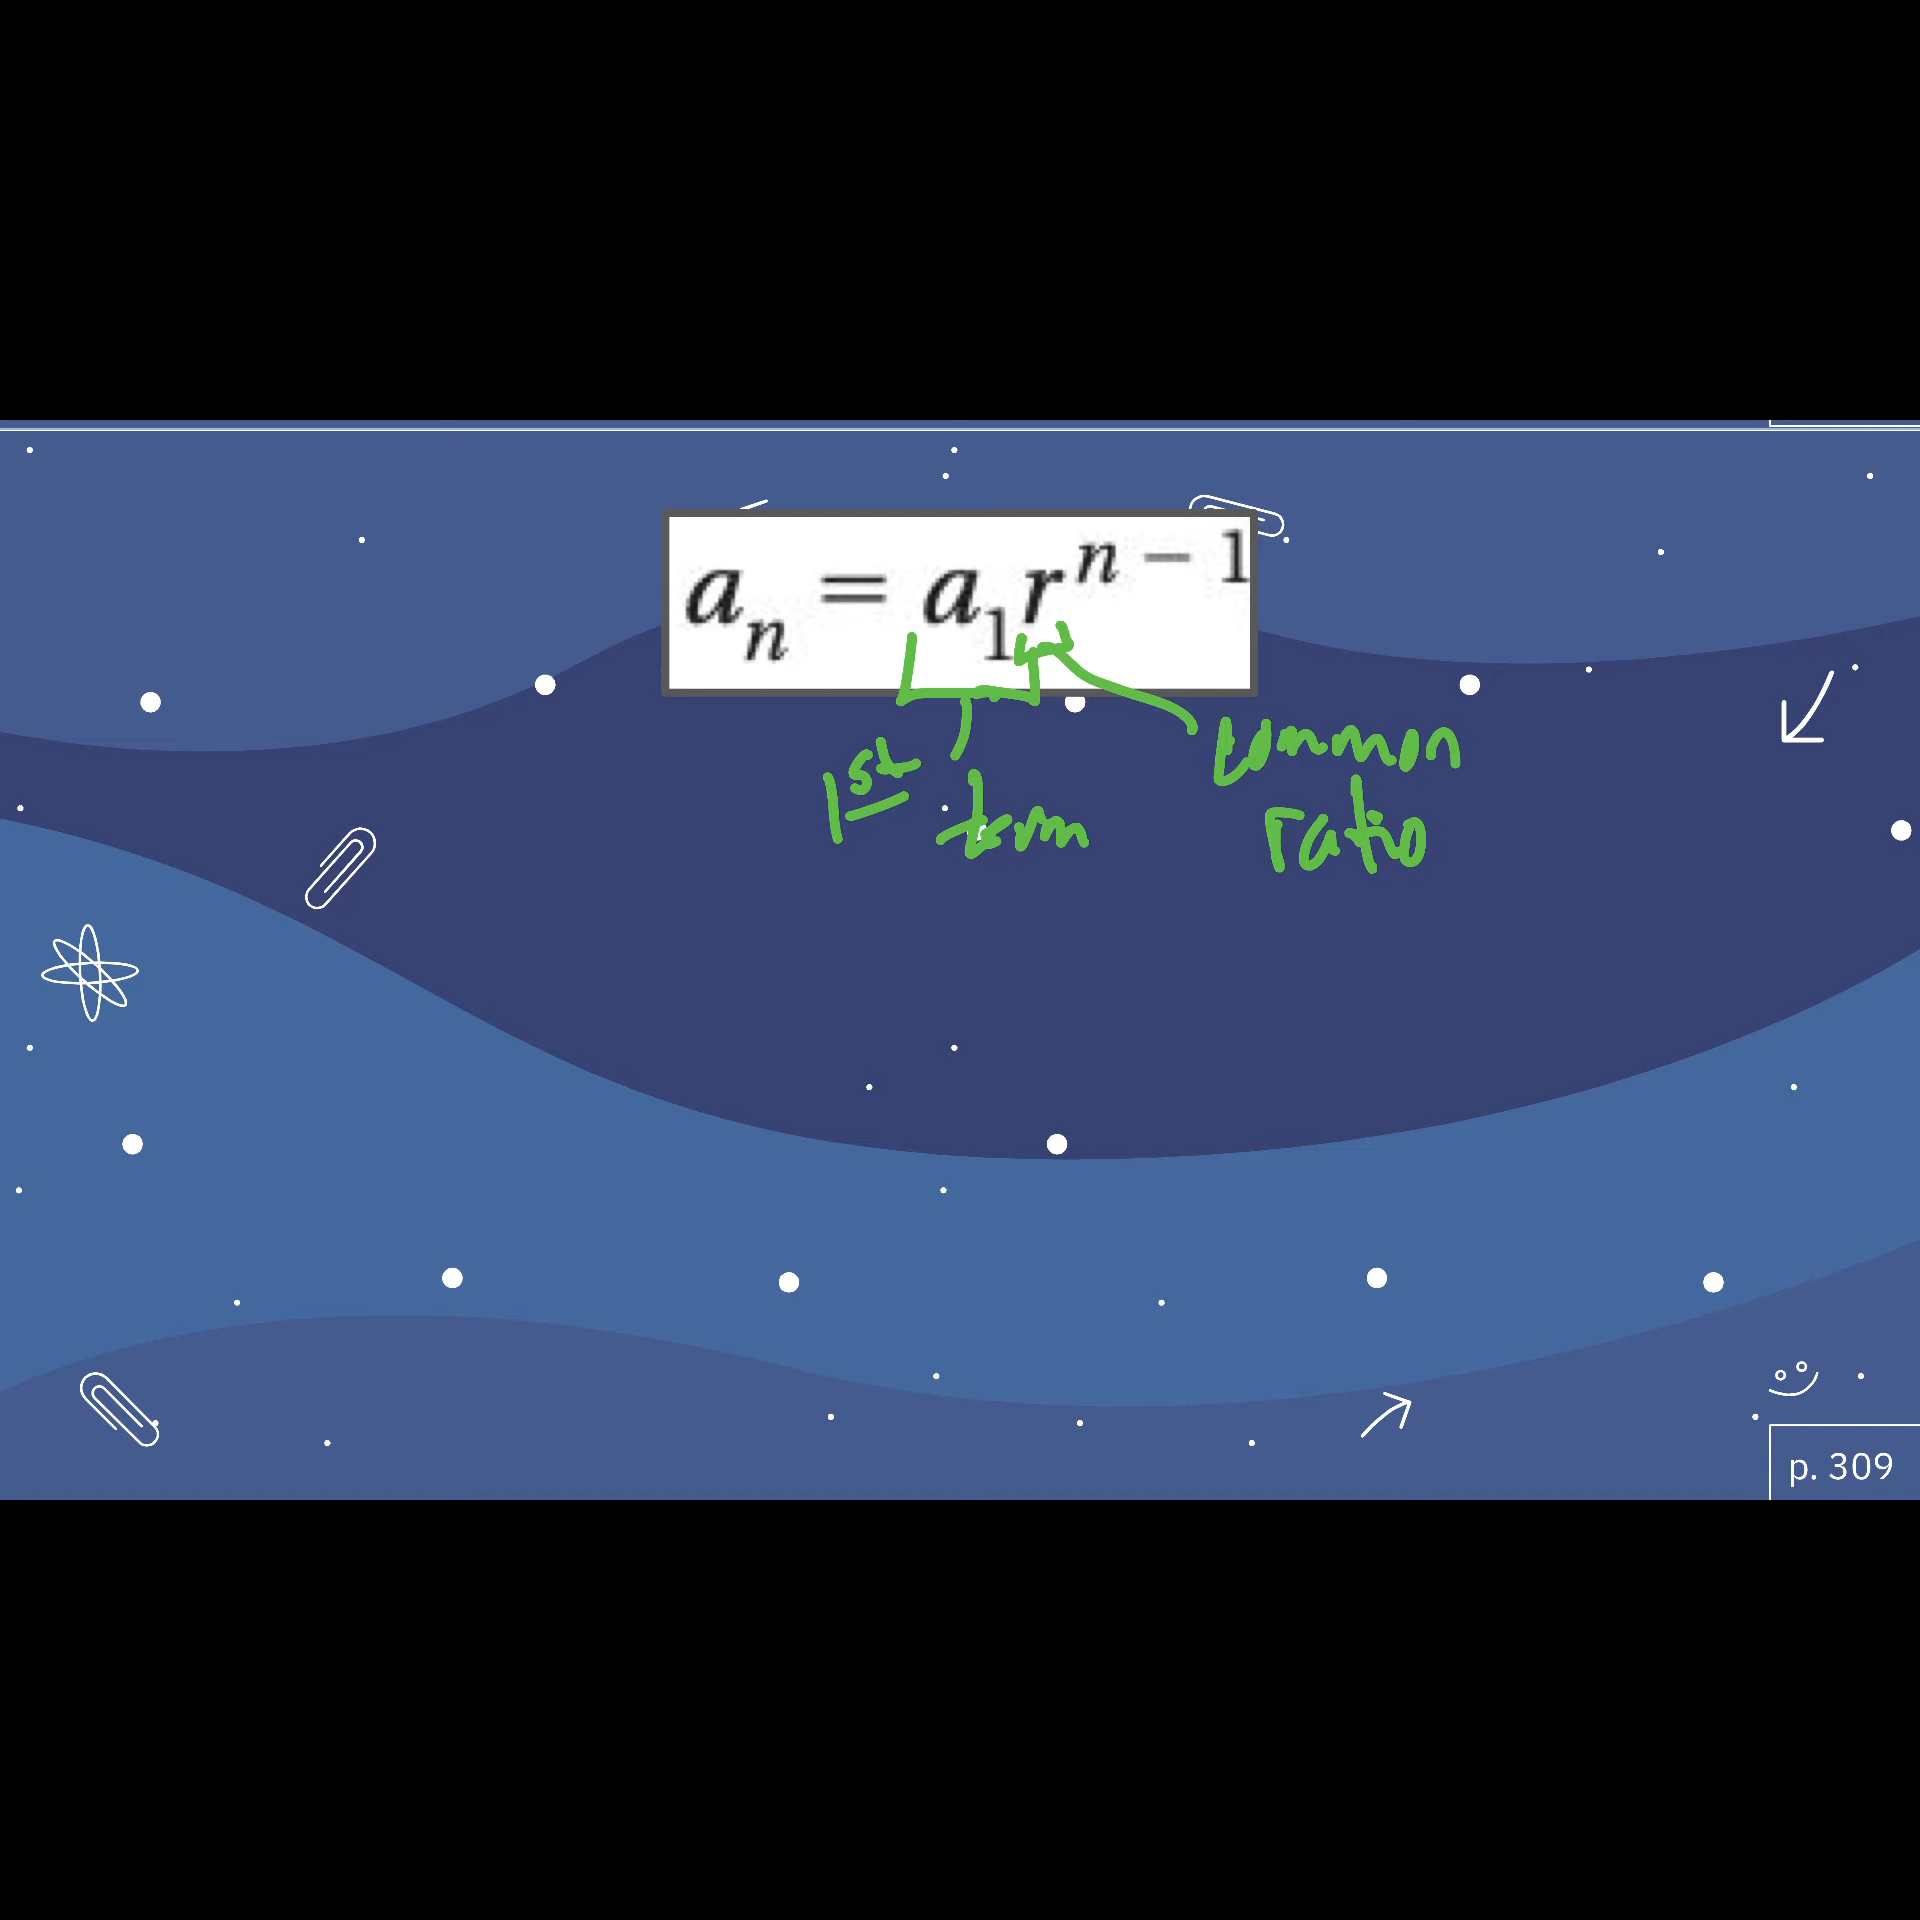 aₙ = a₁rⁿ⁻¹
1st term
common
ratio
p. 309